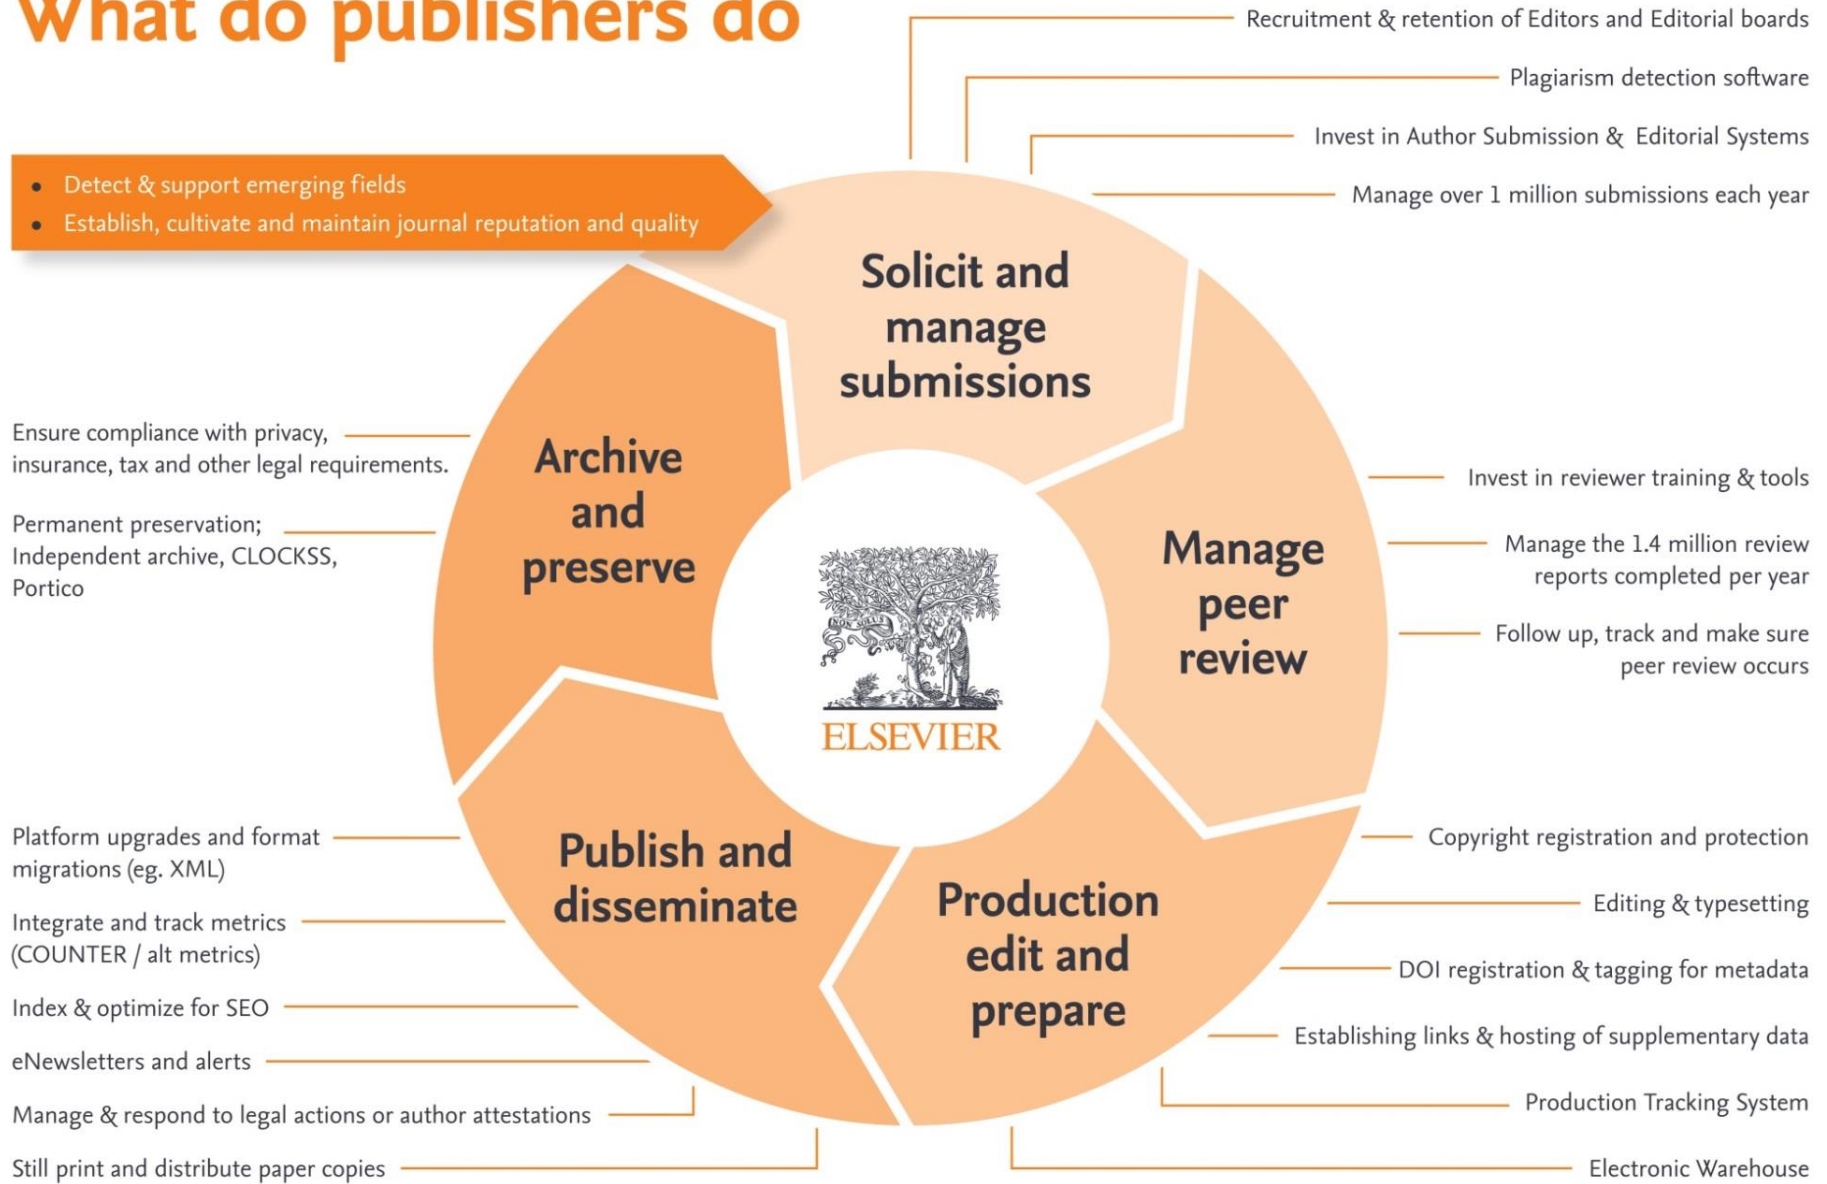 What do publishers do
Recruitment & retention of Editors and Editorial boards
Plagiarism detection software
Invest in Author Submission & Editorial Systems
Manage over 1 million submissions each year
• Detect & support emerging fields
• Establish, cultivate and maintain journal reputation and quality
Solicit and
manage
submissions
Manage
peer
review
Invest in reviewer training & tools
Manage the 1.4 million review
reports completed per year
Follow up, track and make sure
peer review occurs
Production
edit and
prepare
Copyright registration and protection
Editing & typesetting
DOI registration & tagging for metadata
Establishing links & hosting of supplementary data
Production Tracking System
Electronic Warehouse
Publish and
disseminate
Platform upgrades and format
migrations (eg. XML)
Integrate and track metrics
(COUNTER / alt metrics)
Index & optimize for SEO
eNewsletters and alerts
Manage & respond to legal actions or author attestations
Still print and distribute paper copies
Archive
and
preserve
Ensure compliance with privacy,
insurance, tax and other legal requirements.
Permanent preservation;
Independent archive, CLOCKSS,
Portico
NON SOLUS
ELSEVIER